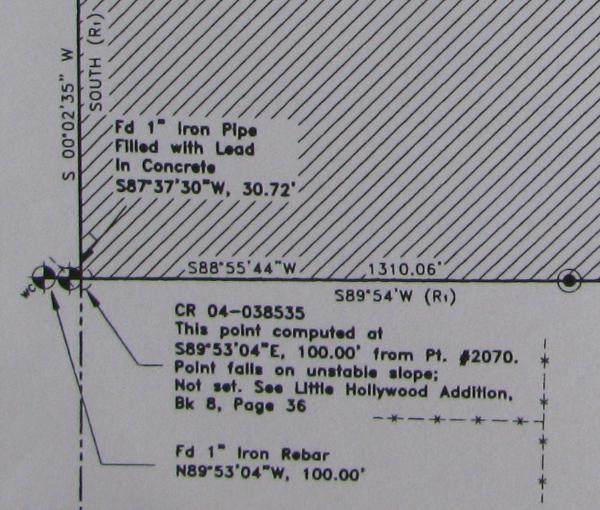 S 00°02'35" W
SOUTH (R1)
Fd 1" Iron Pipe
Filled with Lead
In Concrete
S87°37'30"W, 30.72'
S88°55'44"W 1310.06'
S89°54'W (R1)
WC
CR 04-038535
This point computed at
S89°53'04"E, 100.00' from Pt. #2070.
Point falls on unstable slope;
Not set. See Little Hollywood Addition,
Bk 8, Page 36
Fd 1" Iron Rebar
N89°53'04"W, 100.00'